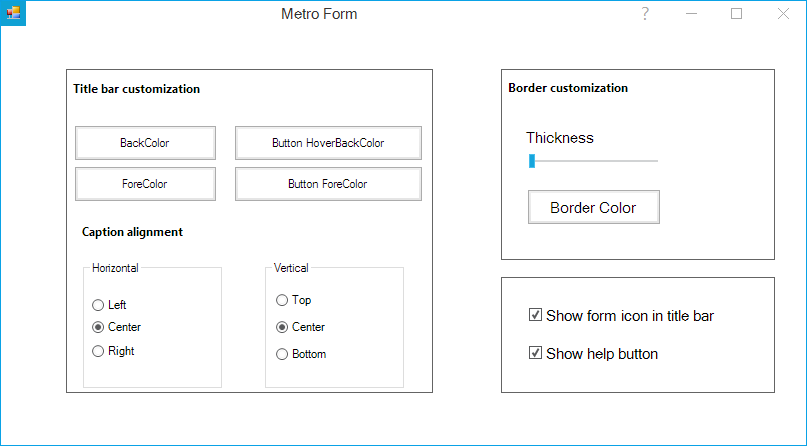 Metro Form
?
Title bar customization
BackColor
Button HoverBackColor
ForeColor
Button ForeColor
Caption alignment
Horizontal
Left
Center
Right
Vertical
Top
Center
Bottom
Border customization
Thickness
Border Color
Show form icon in title bar
Show help button